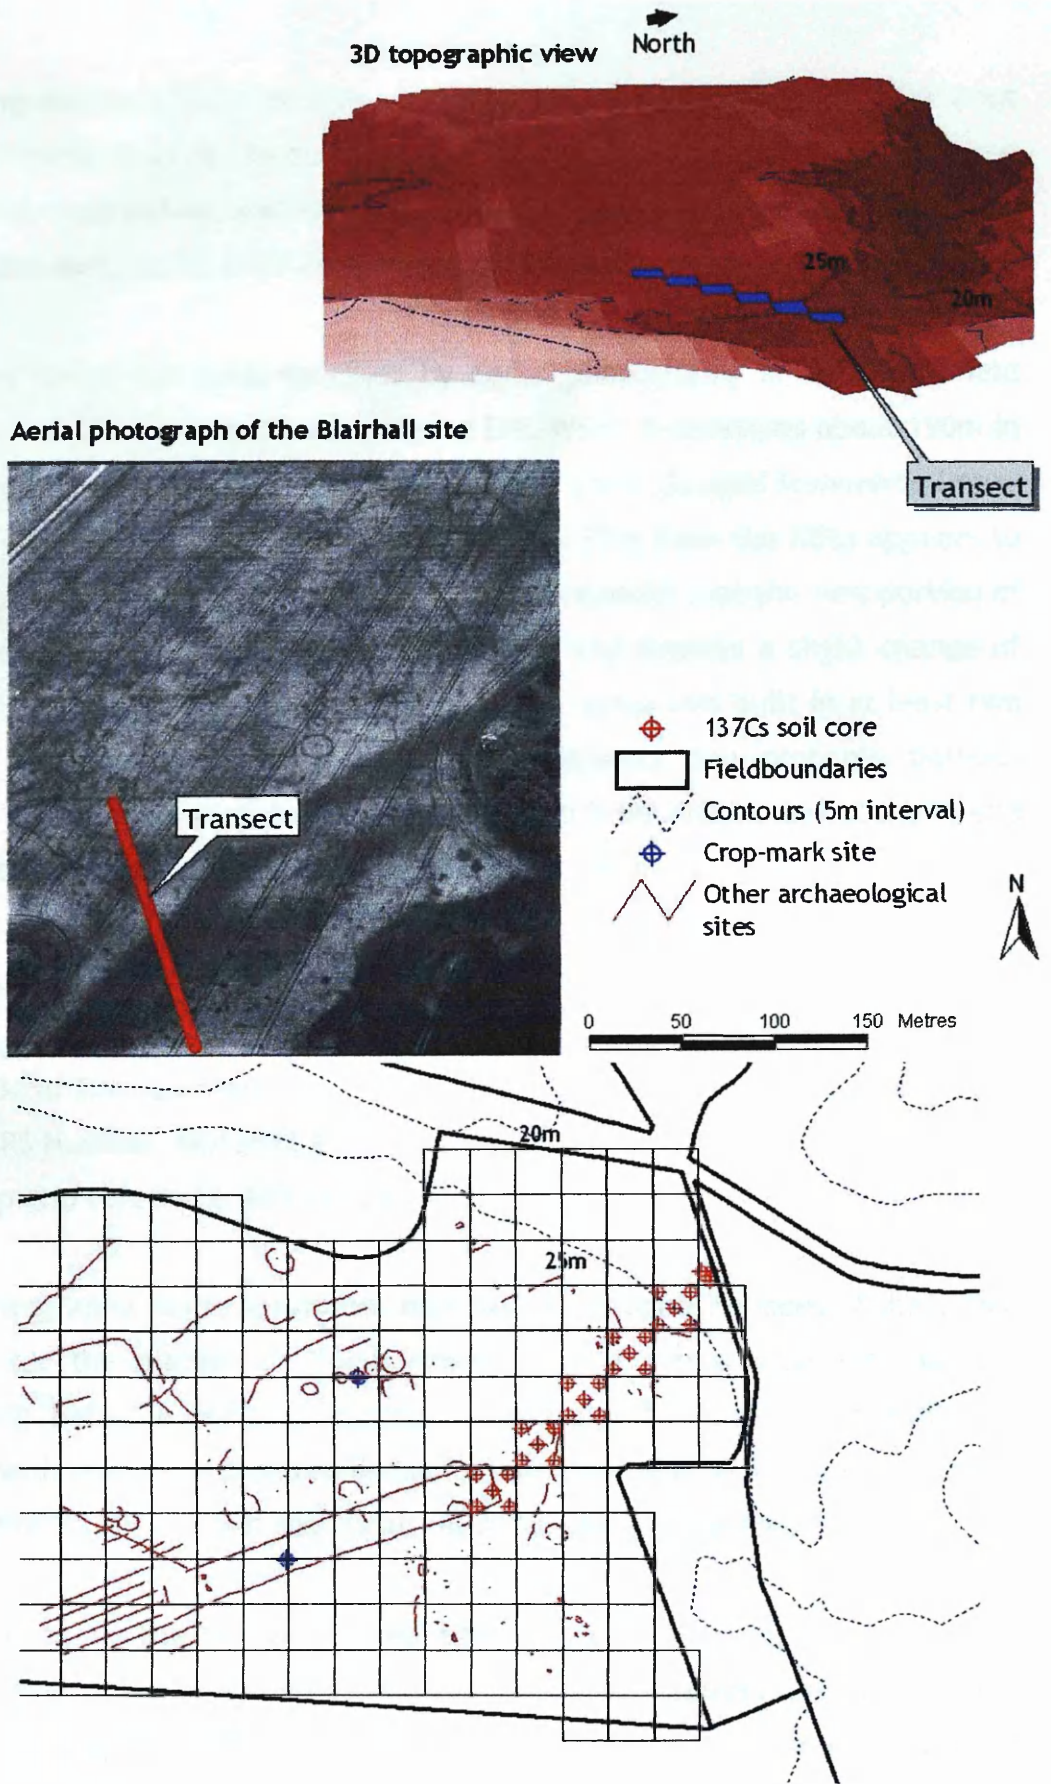 North
3D topographic view
25m
20m
Transect
Aerial photograph of the Blairhall site
Transect
137Cs soil core
Fieldboundaries
Contours (5m interval)
Crop-mark site
Other archaeological
sites
N
0 50 100 150 Metres
20m
25m